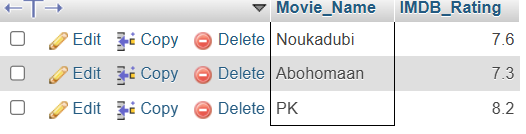 Movie_Name IMDB_Rating
Edit Copy Delete Noukadubi 7.6
Edit Copy Delete Abohomaan 7.3
Edit Copy Delete PK 8.2